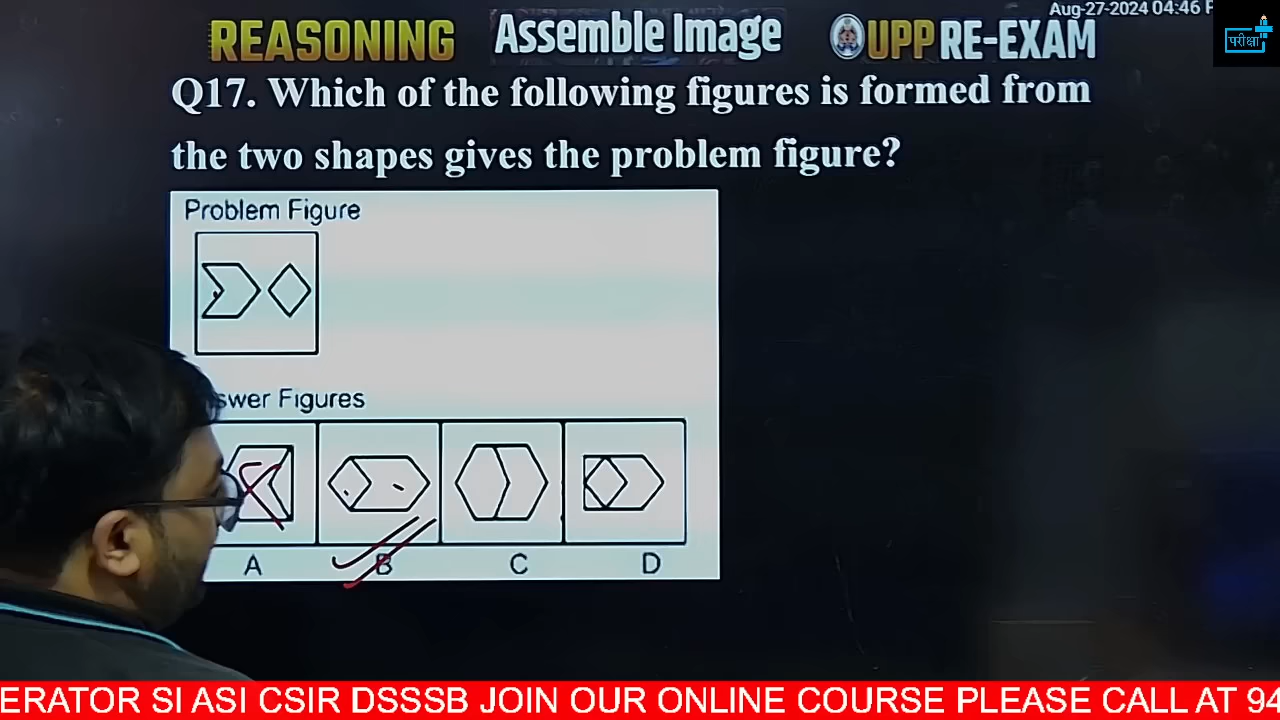 Aug-27-2024 04:46 P
REASONING Assemble Image UPP RE-EXAM
परीक्षा
Q17. Which of the following figures is formed from
the two shapes gives the problem figure?
Problem Figure
swer Figures
A B C D
ERATOR SI ASI CSIR DSSSB JOIN OUR ONLINE COURSE PLEASE CALL AT 94